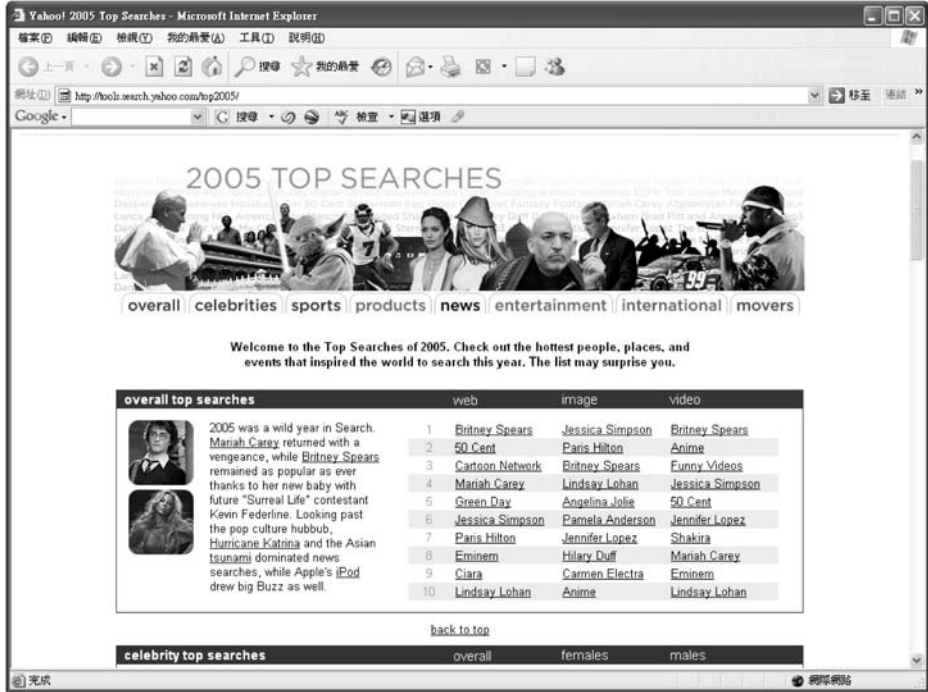 Yahoo! 2005 Top Searches - Microsoft Internet Explorer
檔案(F) 編輯(E) 檢視(V) 我的最愛(A) 工具(T) 說明(H)
上一頁 搜尋 我的最愛
網址(D) http://tools.search.yahoo.com/top2005/ 移至 連結 »
Google 搜尋 檢查 選項
2005 TOP SEARCHES
overall celebrities sports products news entertainment international movers
Welcome to the Top Searches of 2005. Check out the hottest people, places, and
events that inspired the world to search this year. The list may surprise you.
overall top searches web image video
2005 was a wild year in Search.
Mariah Carey returned with a
vengeance, while Britney Spears
remained as popular as ever
thanks to her new baby with
future "Surreal Life" contestant
Kevin Federline. Looking past
the pop culture hubbub,
Hurricane Katrina and the Asian
tsunami dominated news
searches, while Apple's iPod
drew big Buzz as well.
1 Britney Spears Jessica Simpson Britney Spears
2 50 Cent Paris Hilton Anime
3 Cartoon Network Britney Spears Funny Videos
4 Mariah Carey Lindsay Lohan Jessica Simpson
5 Green Day Angelina Jolie 50 Cent
6 Jessica Simpson Pamela Anderson Jennifer Lopez
7 Paris Hilton Jennifer Lopez Shakira
8 Eminem Hilary Duff Mariah Carey
9 Ciara Carmen Electra Eminem
10 Lindsay Lohan Anime Lindsay Lohan
back to top
celebrity top searches overall females males
完成 網際網路